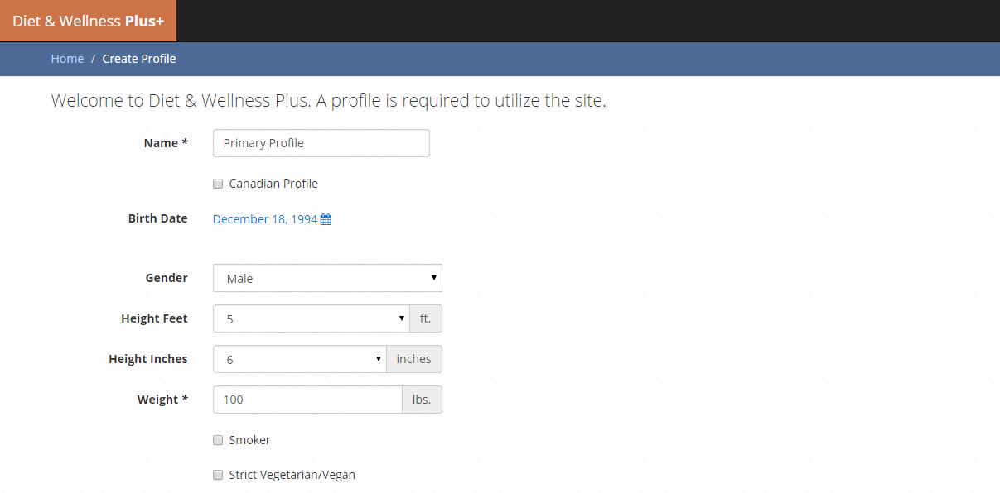 Diet & Wellness Plus+
Home / Create Profile
Welcome to Diet & Wellness Plus. A profile is required to utilize the site.
Name * Primary Profile
Canadian Profile
Birth Date December 18, 1994
Gender Male
Height Feet 5 ft.
Height Inches 6 inches
Weight * 100 lbs.
Smoker
Strict Vegetarian/Vegan